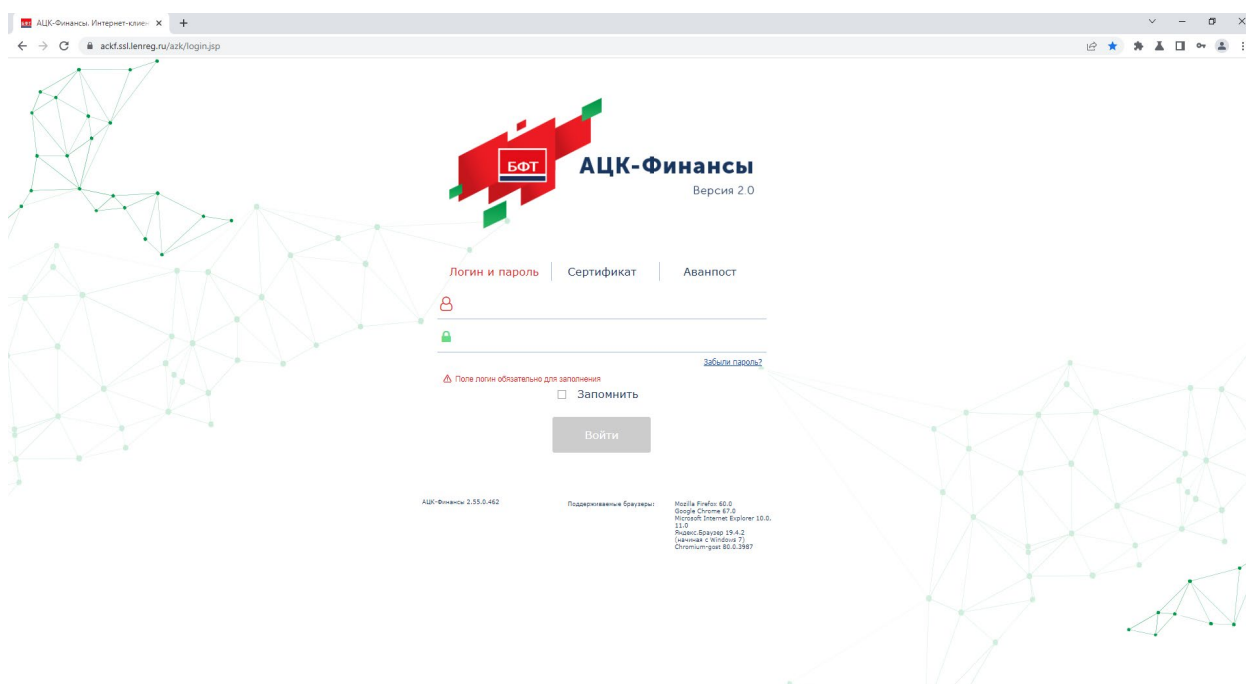 АЦК-Финансы. Интернет-клиен
ackf.ssl.lenreg.ru/azk/login.jsp
БФТ
АЦК-Финансы
Версия 2.0
Логин и пароль
Сертификат
Аванпост
Забыли пароль?
Поле логин обязательно для заполнения
Запомнить
Войти
АЦК-Финансы 2.55.0.462
Поддерживаемые браузеры:
Mozilla Firefox 60.0
Google Chrome 67.0
Microsoft Internet Explorer 10.0,
11.0
Яндекс.Браузер 19.4.2
(начиная с Windows 7)
Chromium-gost 80.0.3987